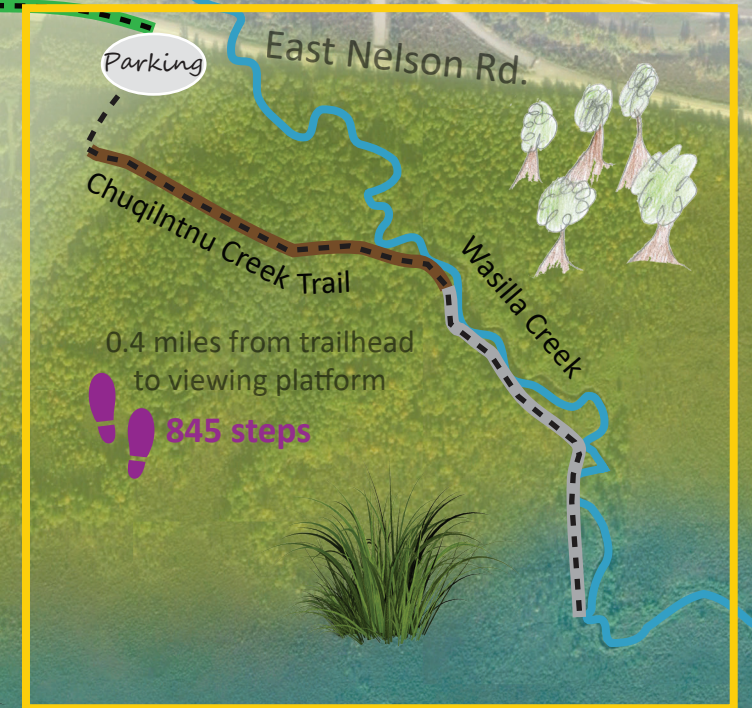 East Nelson Rd.
Parking
Chuqilntnu Creek Trail
Wasilla Creek
0.4 miles from trailhead
to viewing platform
845 steps